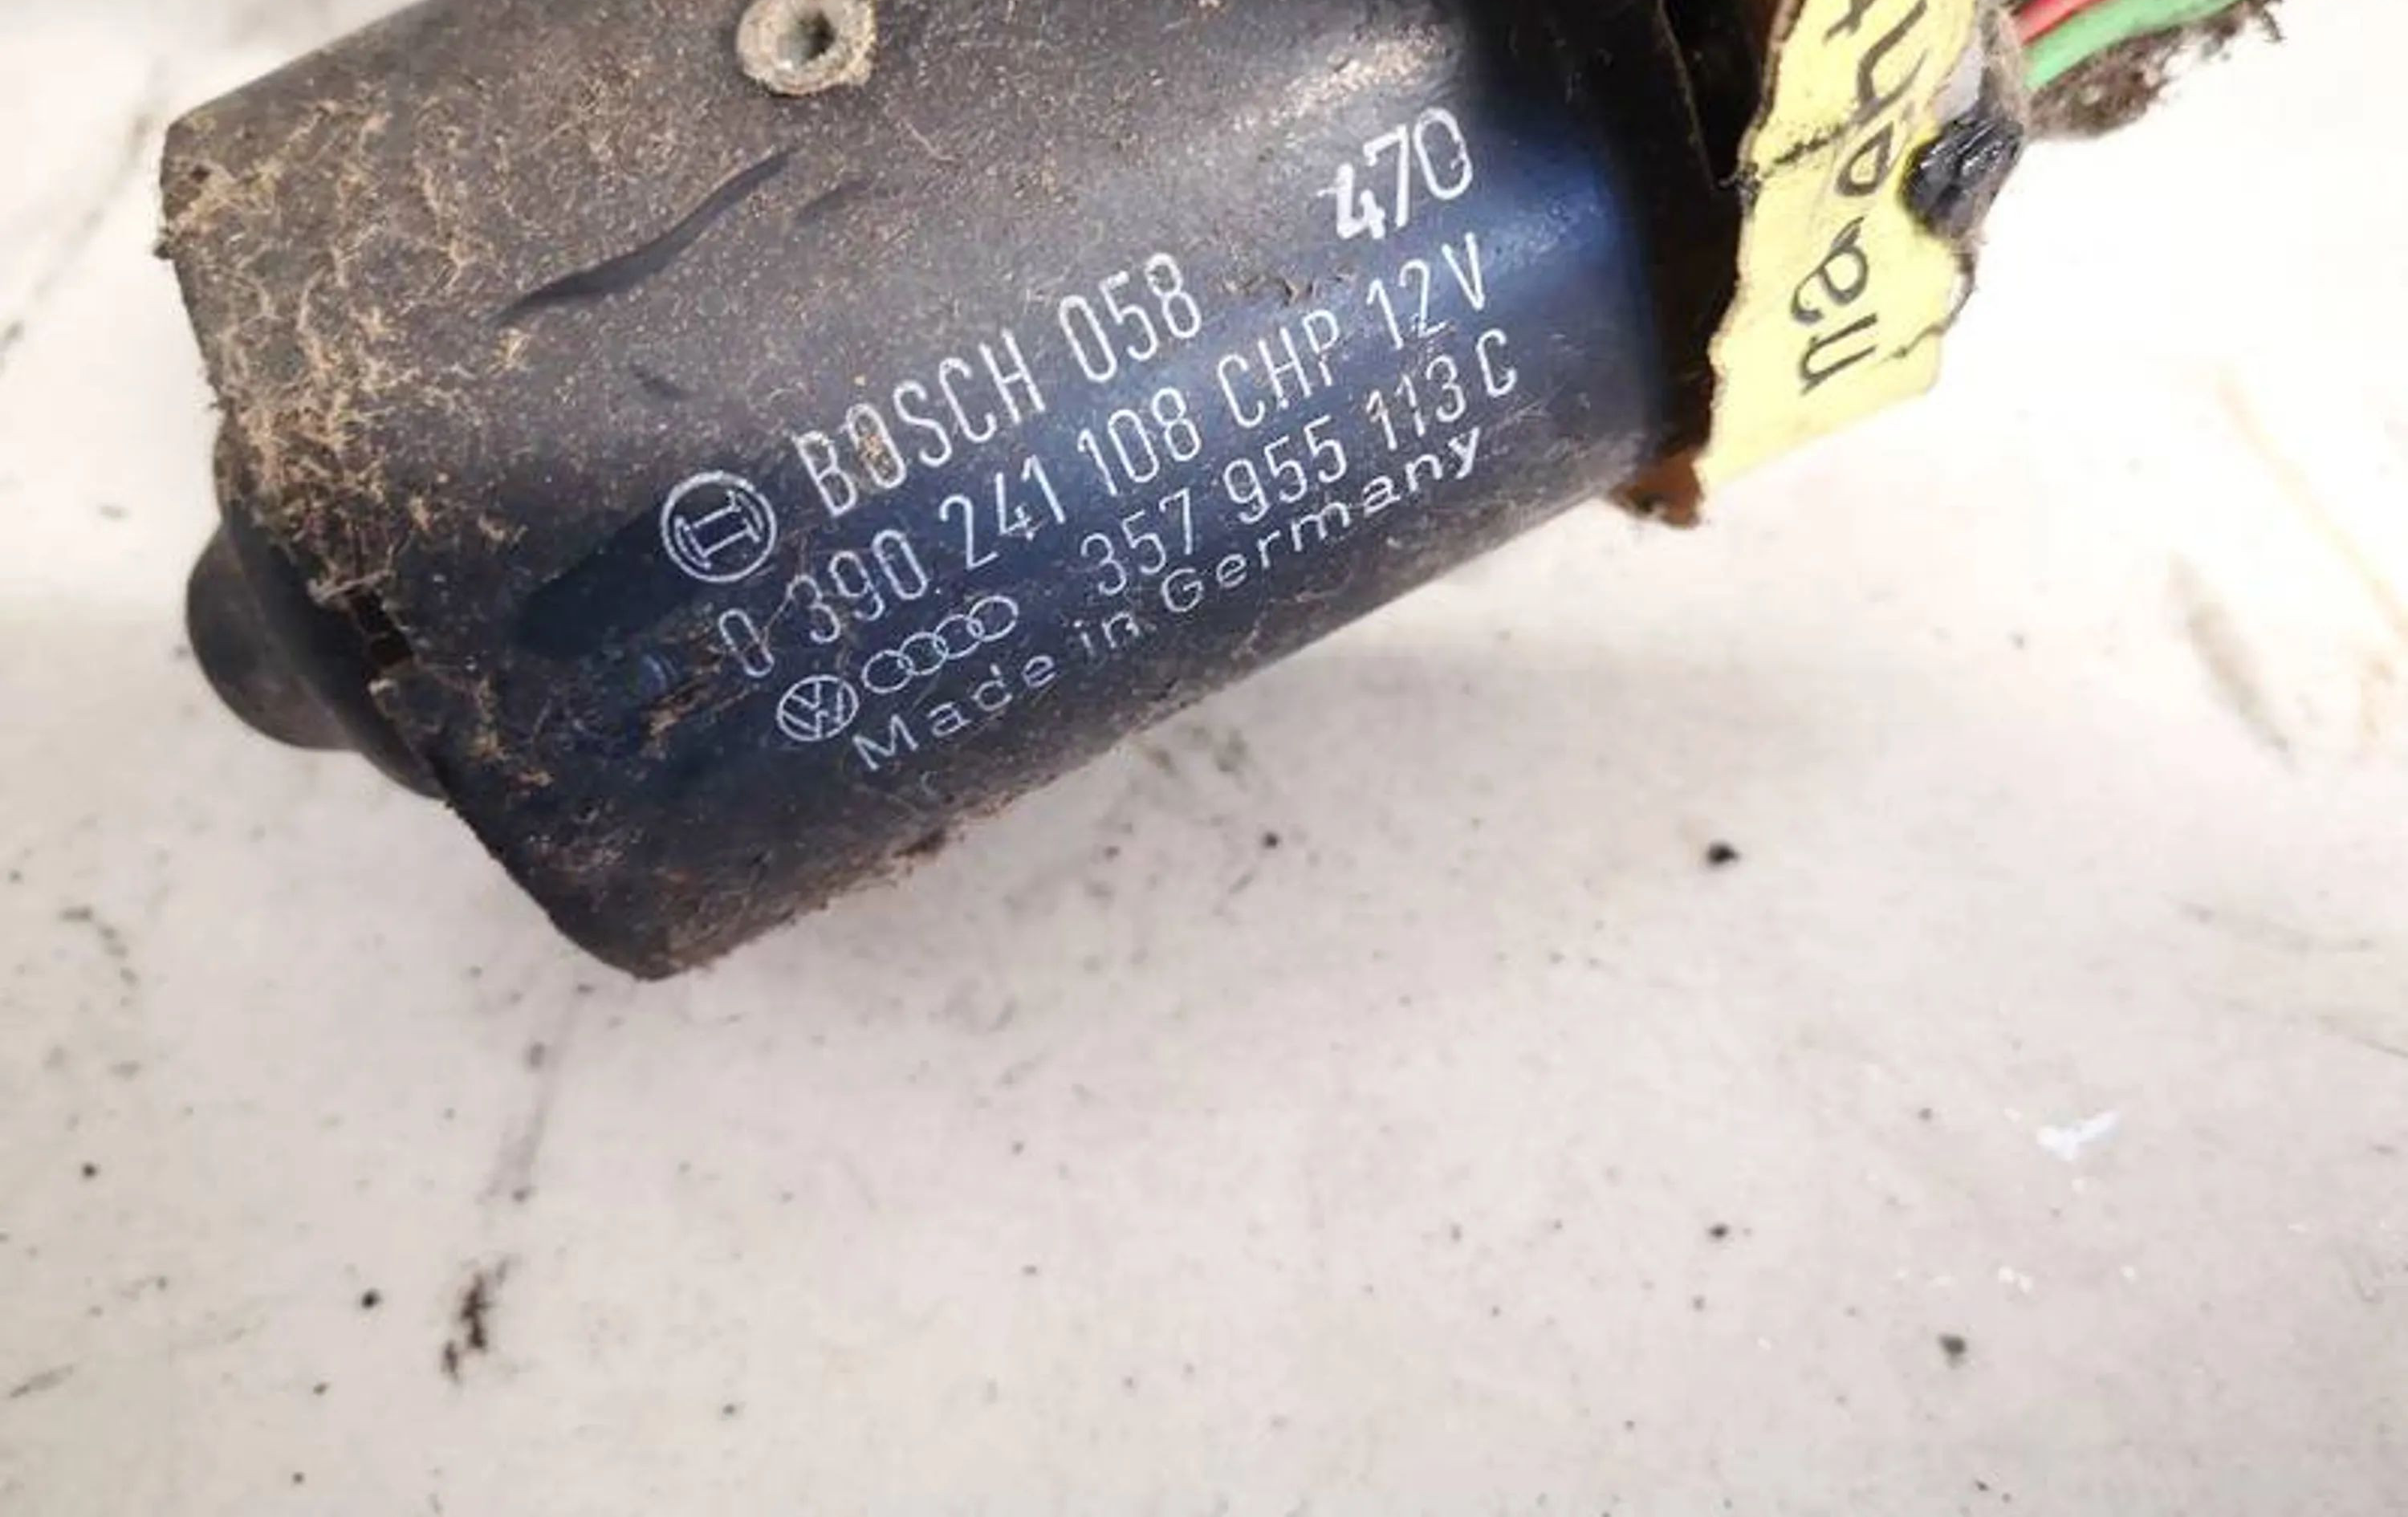 470
BOSCH 058
0 390 241 108 CHP 12V
357 955 113 C
Made in Germany